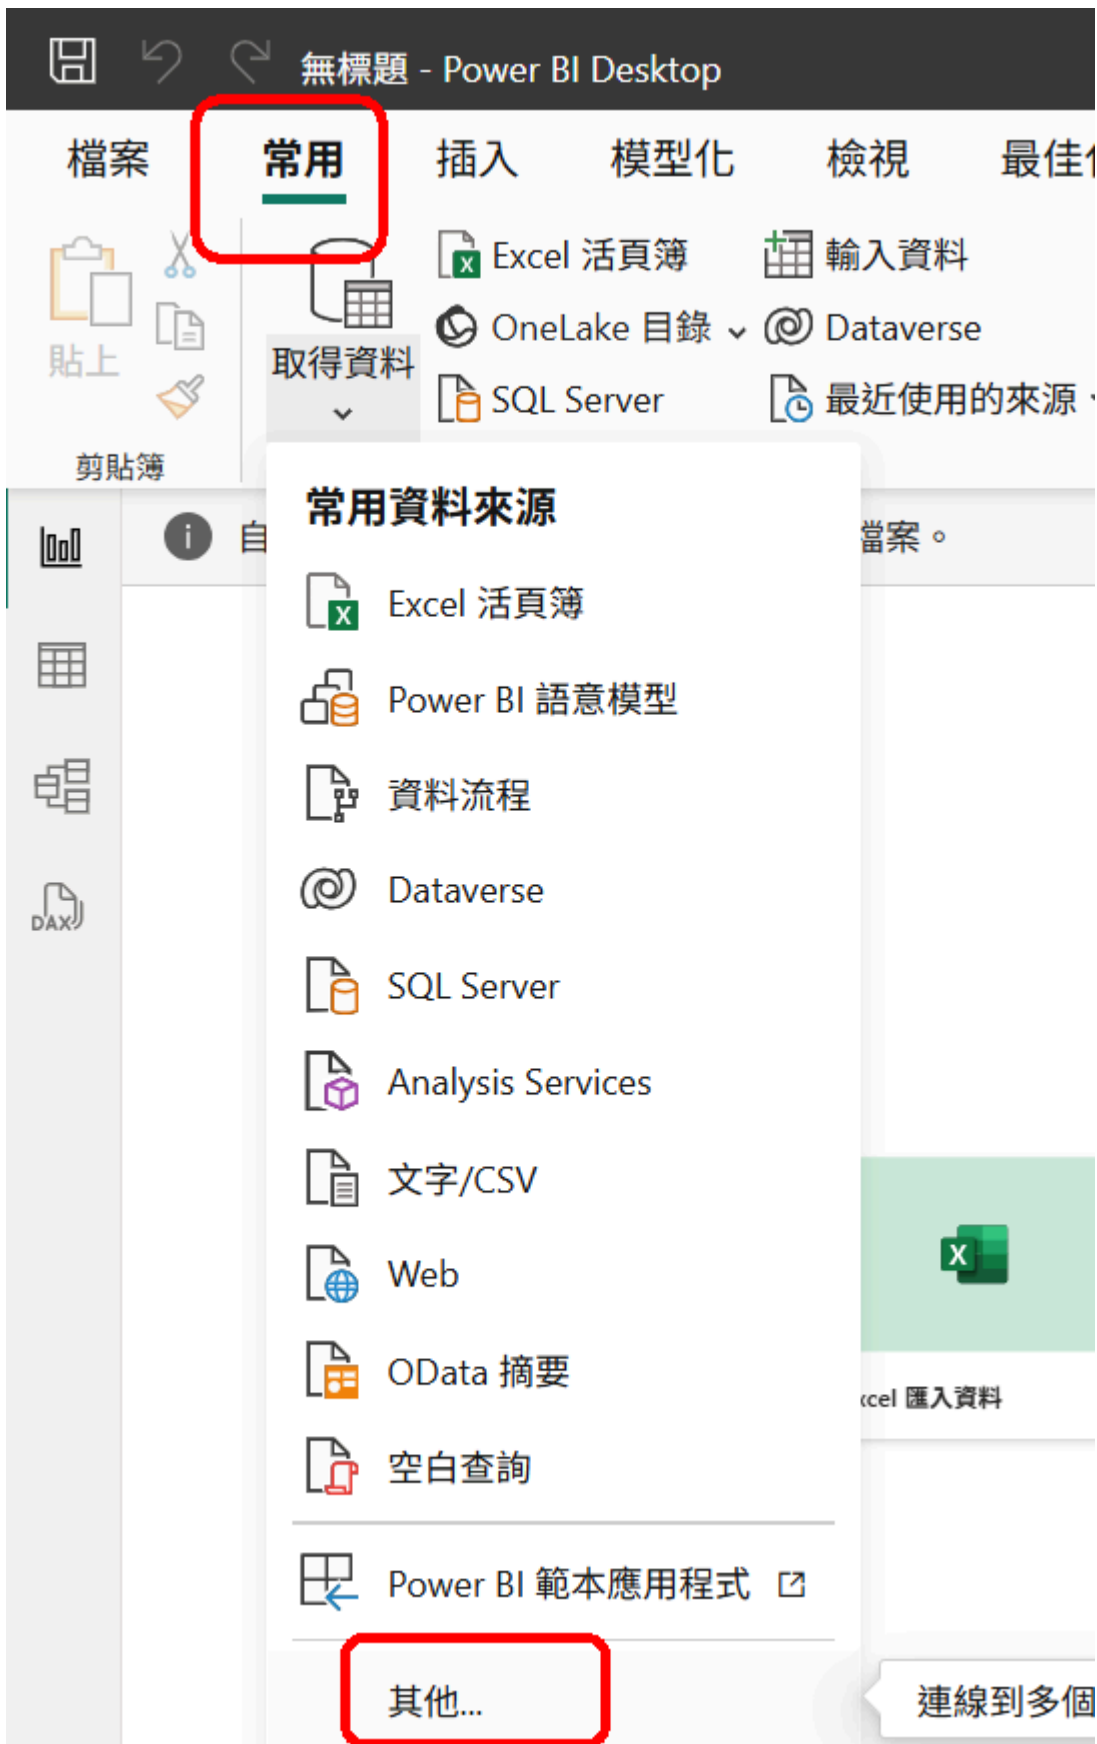 無標題 - Power BI Desktop
檔案 常用 插入 模型化 檢視 最佳
貼上
剪貼簿
取得資料
Excel 活頁簿
OneLake 目錄
SQL Server
輸入資料
Dataverse
最近使用的來源
自
檔案。
常用資料來源
Excel 活頁簿
Power BI 語意模型
資料流程
Dataverse
SQL Server
Analysis Services
文字/CSV
Web
OData 摘要
空白查詢
Power BI 範本應用程式
其他...
連線到多個
DAX
X
xcel 匯入資料